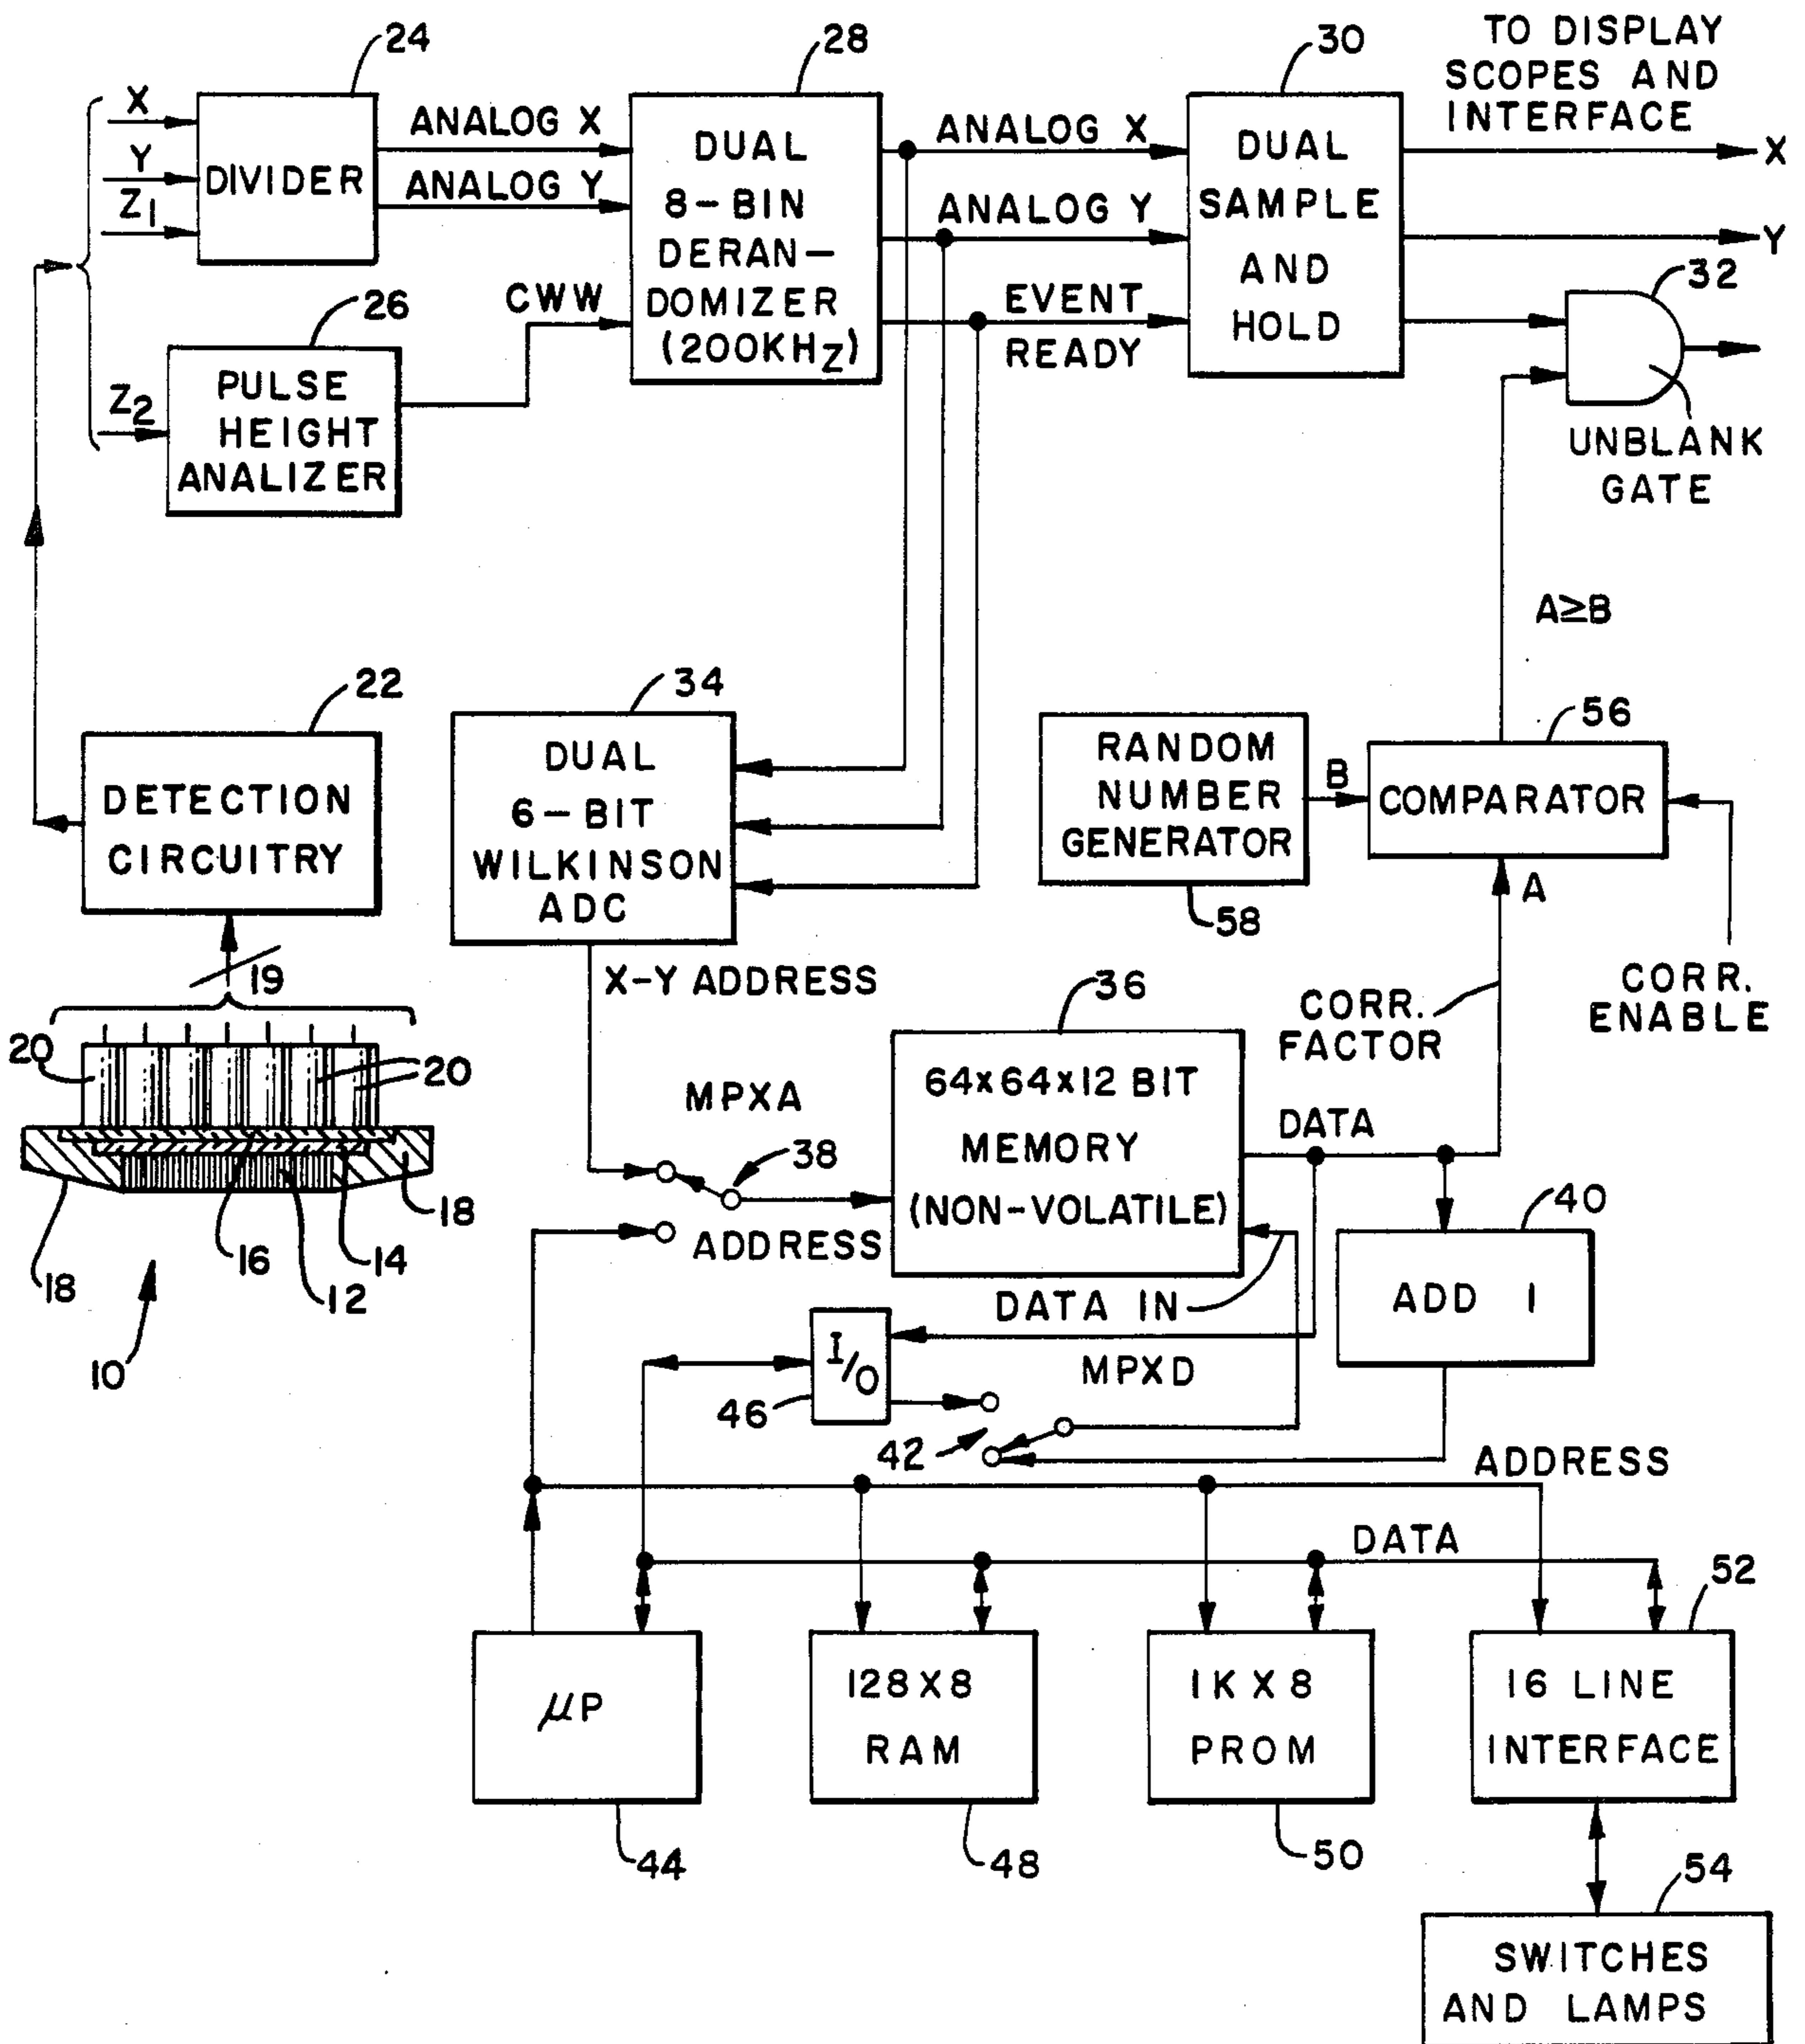 24
28
30
TO DISPLAY
SCOPES AND
INTERFACE
X
Y
Z1
DIVIDER
ANALOG X
ANALOG Y
DUAL
8-BIN
DERAN-
DOMIZER
(200KHZ)
ANALOG X
ANALOG Y
EVENT
READY
DUAL
SAMPLE
AND
HOLD
X
Y
32
UNBLANK
GATE
26
CWW
Z2
PULSE
HEIGHT
ANALIZER
A≥B
22
DETECTION
CIRCUITRY
34
DUAL
6-BIT
WILKINSON
ADC
RANDOM
NUMBER
GENERATOR
58
B
56
COMPARATOR
A
CORR.
ENABLE
19
20
20
18
16
14
12
18
10
X-Y ADDRESS
36
CORR.
FACTOR
MPXA
38
ADDRESS
64x64x12 BIT
MEMORY
(NON-VOLATILE)
DATA
40
ADD 1
DATA IN
I/O
46
MPXD
42
ADDRESS
DATA
52
μP
44
128X8
RAM
48
1K X 8
PROM
50
16 LINE
INTERFACE
54
SWITCHES
AND LAMPS